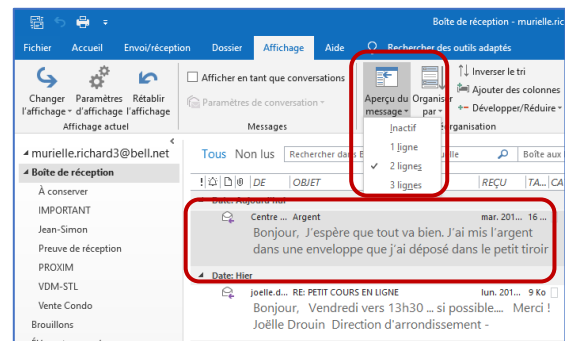 Boîte de réception - murielle.ric
Fichier Accueil Envoi/réception Dossier Affichage Aide Rechercher des outils adaptés
Changer l'affichage Paramètres d'affichage Rétablir l'affichage
Affichage actuel
Afficher en tant que conversations
Paramètres de conversation
Messages
Aperçu du message Organiser par
Inverser le tri
Ajouter des colonnes
Développer/Réduire
Inactif
1 ligne
2 lignes
3 lignes
murielle.richard3@bell.net
Boîte de réception
À conserver
IMPORTANT
Jean-Simon
Preuve de réception
PROXIM
VDM-STL
Vente Condo
Brouillons
Tous Non lus Rechercher dans Boîte aux
! DE OBJET REÇU TA... CA
Date: Aujourd'hui
Centre ... Argent mar. 201... 16 ...
Bonjour, J'espère que tout va bien. J'ai mis l'argent
dans une enveloppe que j'ai déposé dans le petit tiroir
Date: Hier
joelle.d... RE: PETIT COURS EN LIGNE lun. 201... 9 Ko
Bonjour, Vendredi vers 13h30 ... si possible.... Merci !
Joëlle Drouin Direction d'arrondissement -